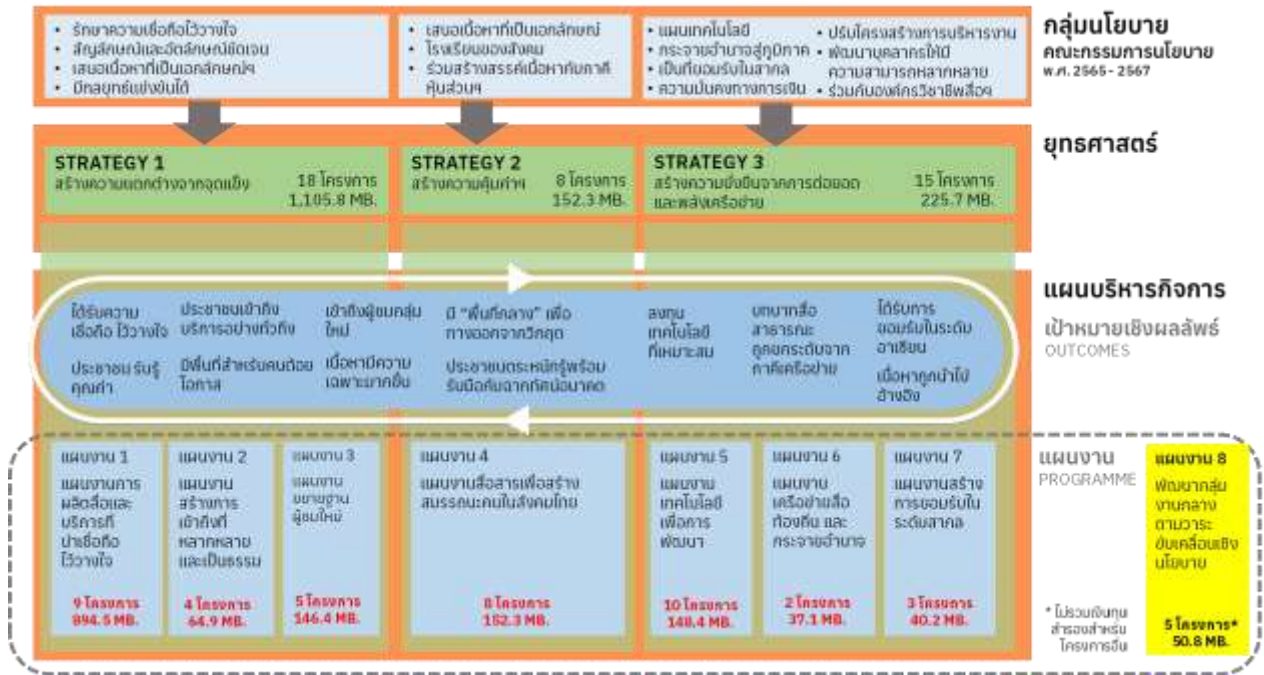 • รักษาความเชื่อถือไว้วางใจ
• สัญลักษณ์และอัตลักษณ์ชัดเจน
• เสนอเนื้อหาที่เป็นเอกลักษณ์ฯ
• มีกลยุทธ์แข่งขันได้
• เสนอเนื้อหาที่เป็นเอกลักษณ์
• โรงเรียนของสังคม
• ร่วมสร้างสรรค์เนื้อหากับภาคี
หุ้นส่วนฯ
• แผนเทคโนโลยี
• กระจายอำนาจสู่ภูมิภาค
• เป็นที่ยอมรับในสากล
• ความมั่นคงทางการเงิน
• ปรับโครงสร้างการบริหารงาน
• พัฒนาบุคลากรให้มี
ความสามารถหลากหลาย
• ร่วมกับองค์กรวิชาชีพสื่อฯ
กลุ่มนโยบาย
คณะกรรมการนโยบาย
พ.ศ. 2565 - 2567
ยุทธศาสตร์
STRATEGY 1
สร้างความแตกต่างจากจุดแข็ง
18 โครงการ
1,105.8 MB.
STRATEGY 2
สร้างความคุ้มค่าฯ
8 โครงการ
152.3 MB.
STRATEGY 3
สร้างความยั่งยืนจากการต่อยอด
และพลังเครือข่าย
15 โครงการ
225.7 MB.
แผนบริหารกิจการ
เป้าหมายเชิงผลลัพธ์
OUTCOMES
ได้รับความ
เชื่อถือ ไว้วางใจ
ประชาชน รับรู้
คุณค่า
ประชาชนเข้าถึง
บริการอย่างทั่วถึง
มีพื้นที่สำหรับคนด้อย
โอกาส
เข้าถึงผู้ชมกลุ่ม
ใหม่
เนื้อหามีความ
เฉพาะมากขึ้น
มี “พื้นที่กลาง” เพื่อ
ทางออกจากวิกฤต
ประชาชนตระหนักรู้พร้อม
รับมือกับฉากทัศน์อนาคต
ลงทุน
เทคโนโลยี
ที่เหมาะสม
บทบาทสื่อ
สาธารณะ
ถูกยกระดับจาก
ภาคีเครือข่าย
ได้รับการ
ยอมรับในระดับ
อาเซียน
เนื้อหาถูกนำไป
อ้างอิง
แผนงาน 1
แผนงานการ
ผลิตสื่อและ
บริการที่
น่าเชื่อถือ
ไว้วางใจ
9 โครงการ
894.5 MB.
แผนงาน 2
แผนงาน
สร้างการ
เข้าถึงที่
หลากหลาย
และเป็นธรรม
4 โครงการ
64.9 MB.
แผนงาน 3
แผนงาน
ขยายฐาน
ผู้ชมใหม่
5 โครงการ
146.4 MB.
แผนงาน 4
แผนงานสื่อสารเพื่อสร้าง
สมรรถนะคนในสังคมไทย
8 โครงการ
152.3 MB.
แผนงาน 5
แผนงาน
เทคโนโลยี
เพื่อการ
พัฒนา
10 โครงการ
148.4 MB.
แผนงาน 6
แผนงาน
เครือข่ายสื่อ
ท้องถิ่น และ
กระจายอำนาจ
2 โครงการ
37.1 MB.
แผนงาน 7
แผนงานสร้าง
การยอมรับใน
ระดับสากล
3 โครงการ
40.2 MB.
แผนงาน
PROGRAMME
* ไม่รวมเงินทุน
สำรองสำหรับ
โครงการอื่น
แผนงาน 8
พัฒนากลุ่ม
งานกลาง
ตามวาระ
ขับเคลื่อนเชิง
นโยบาย
5 โครงการ*
50.8 MB.